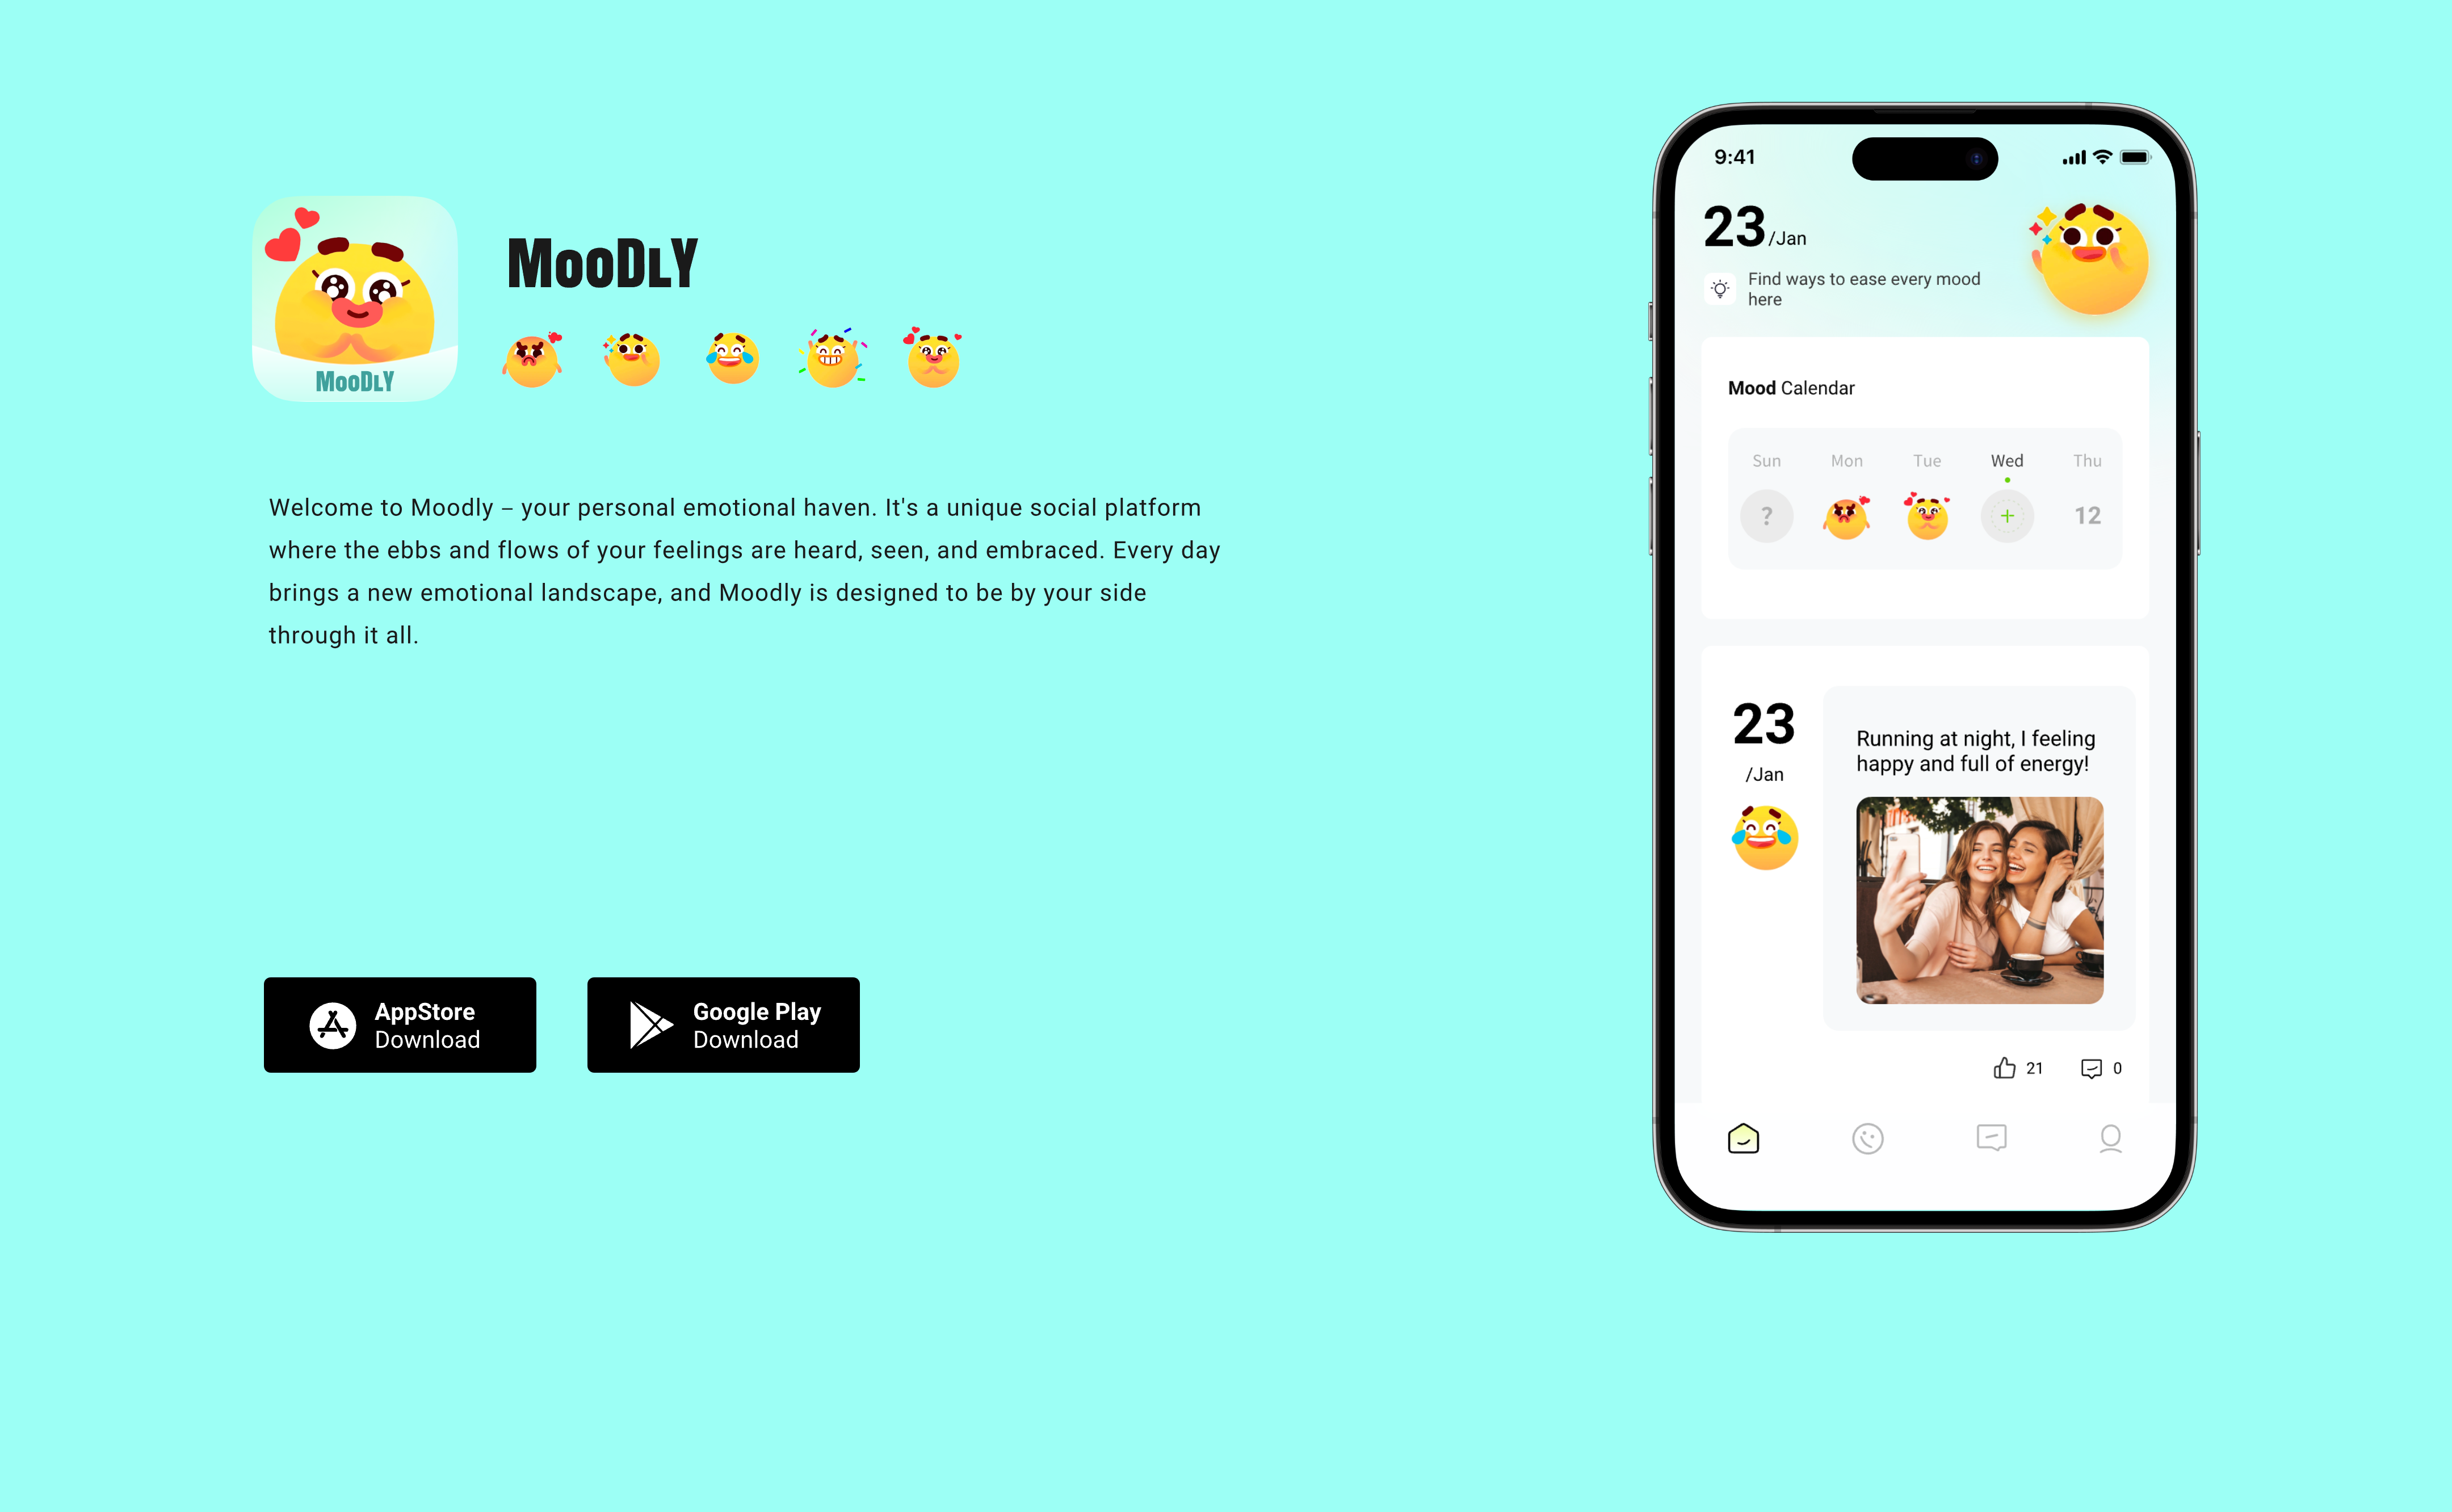 MooDLY
MooDLY
Welcome to Moodly – your personal emotional haven. It's a unique social platform
where the ebbs and flows of your feelings are heard, seen, and embraced. Every day
brings a new emotional landscape, and Moodly is designed to be by your side
through it all.
AppStore
Download
Google Play
Download
9:41
23/Jan
Find ways to ease every mood
here
Mood Calendar
Sun Mon Tue Wed Thu
? + 12
23
/Jan
Running at night, I feeling
happy and full of energy!
21 0